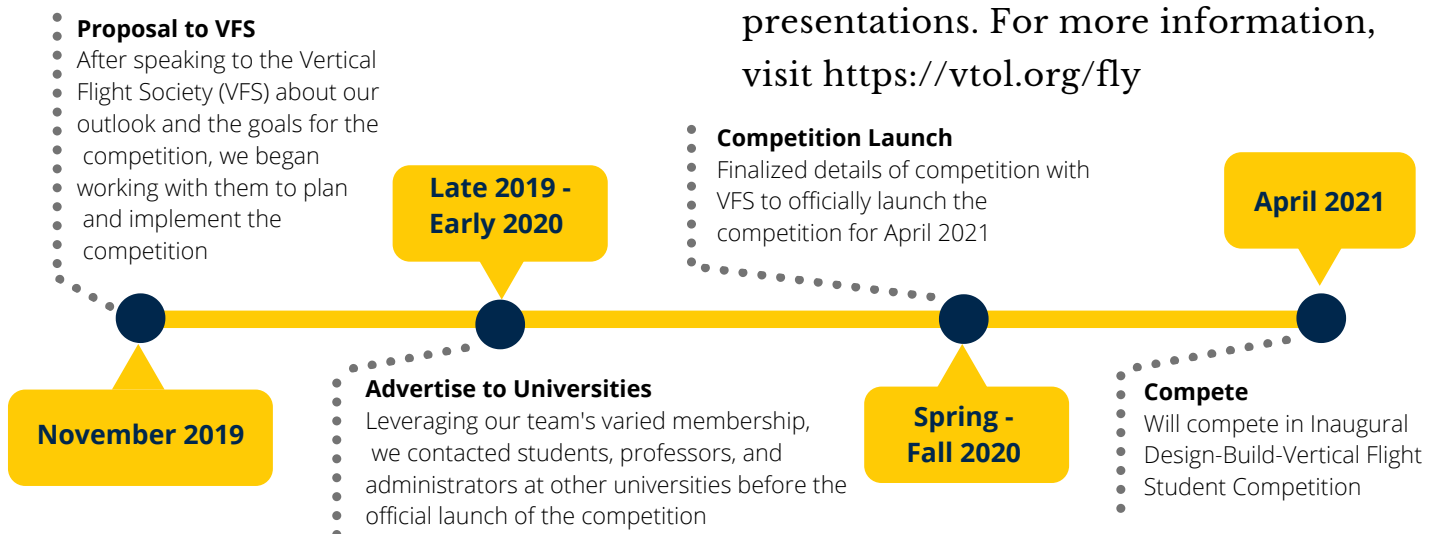 presentations. For more information,
visit https://vtol.org/fly
Proposal to VFS
After speaking to the Vertical
Flight Society (VFS) about our
outlook and the goals for the
competition, we began
working with them to plan
and implement the
competition
November 2019
Late 2019 -
Early 2020
Advertise to Universities
Leveraging our team's varied membership,
we contacted students, professors, and
administrators at other universities before the
official launch of the competition
Competition Launch
Finalized details of competition with
VFS to officially launch the
competition for April 2021
Spring -
Fall 2020
April 2021
Compete
Will compete in Inaugural
Design-Build-Vertical Flight
Student Competition